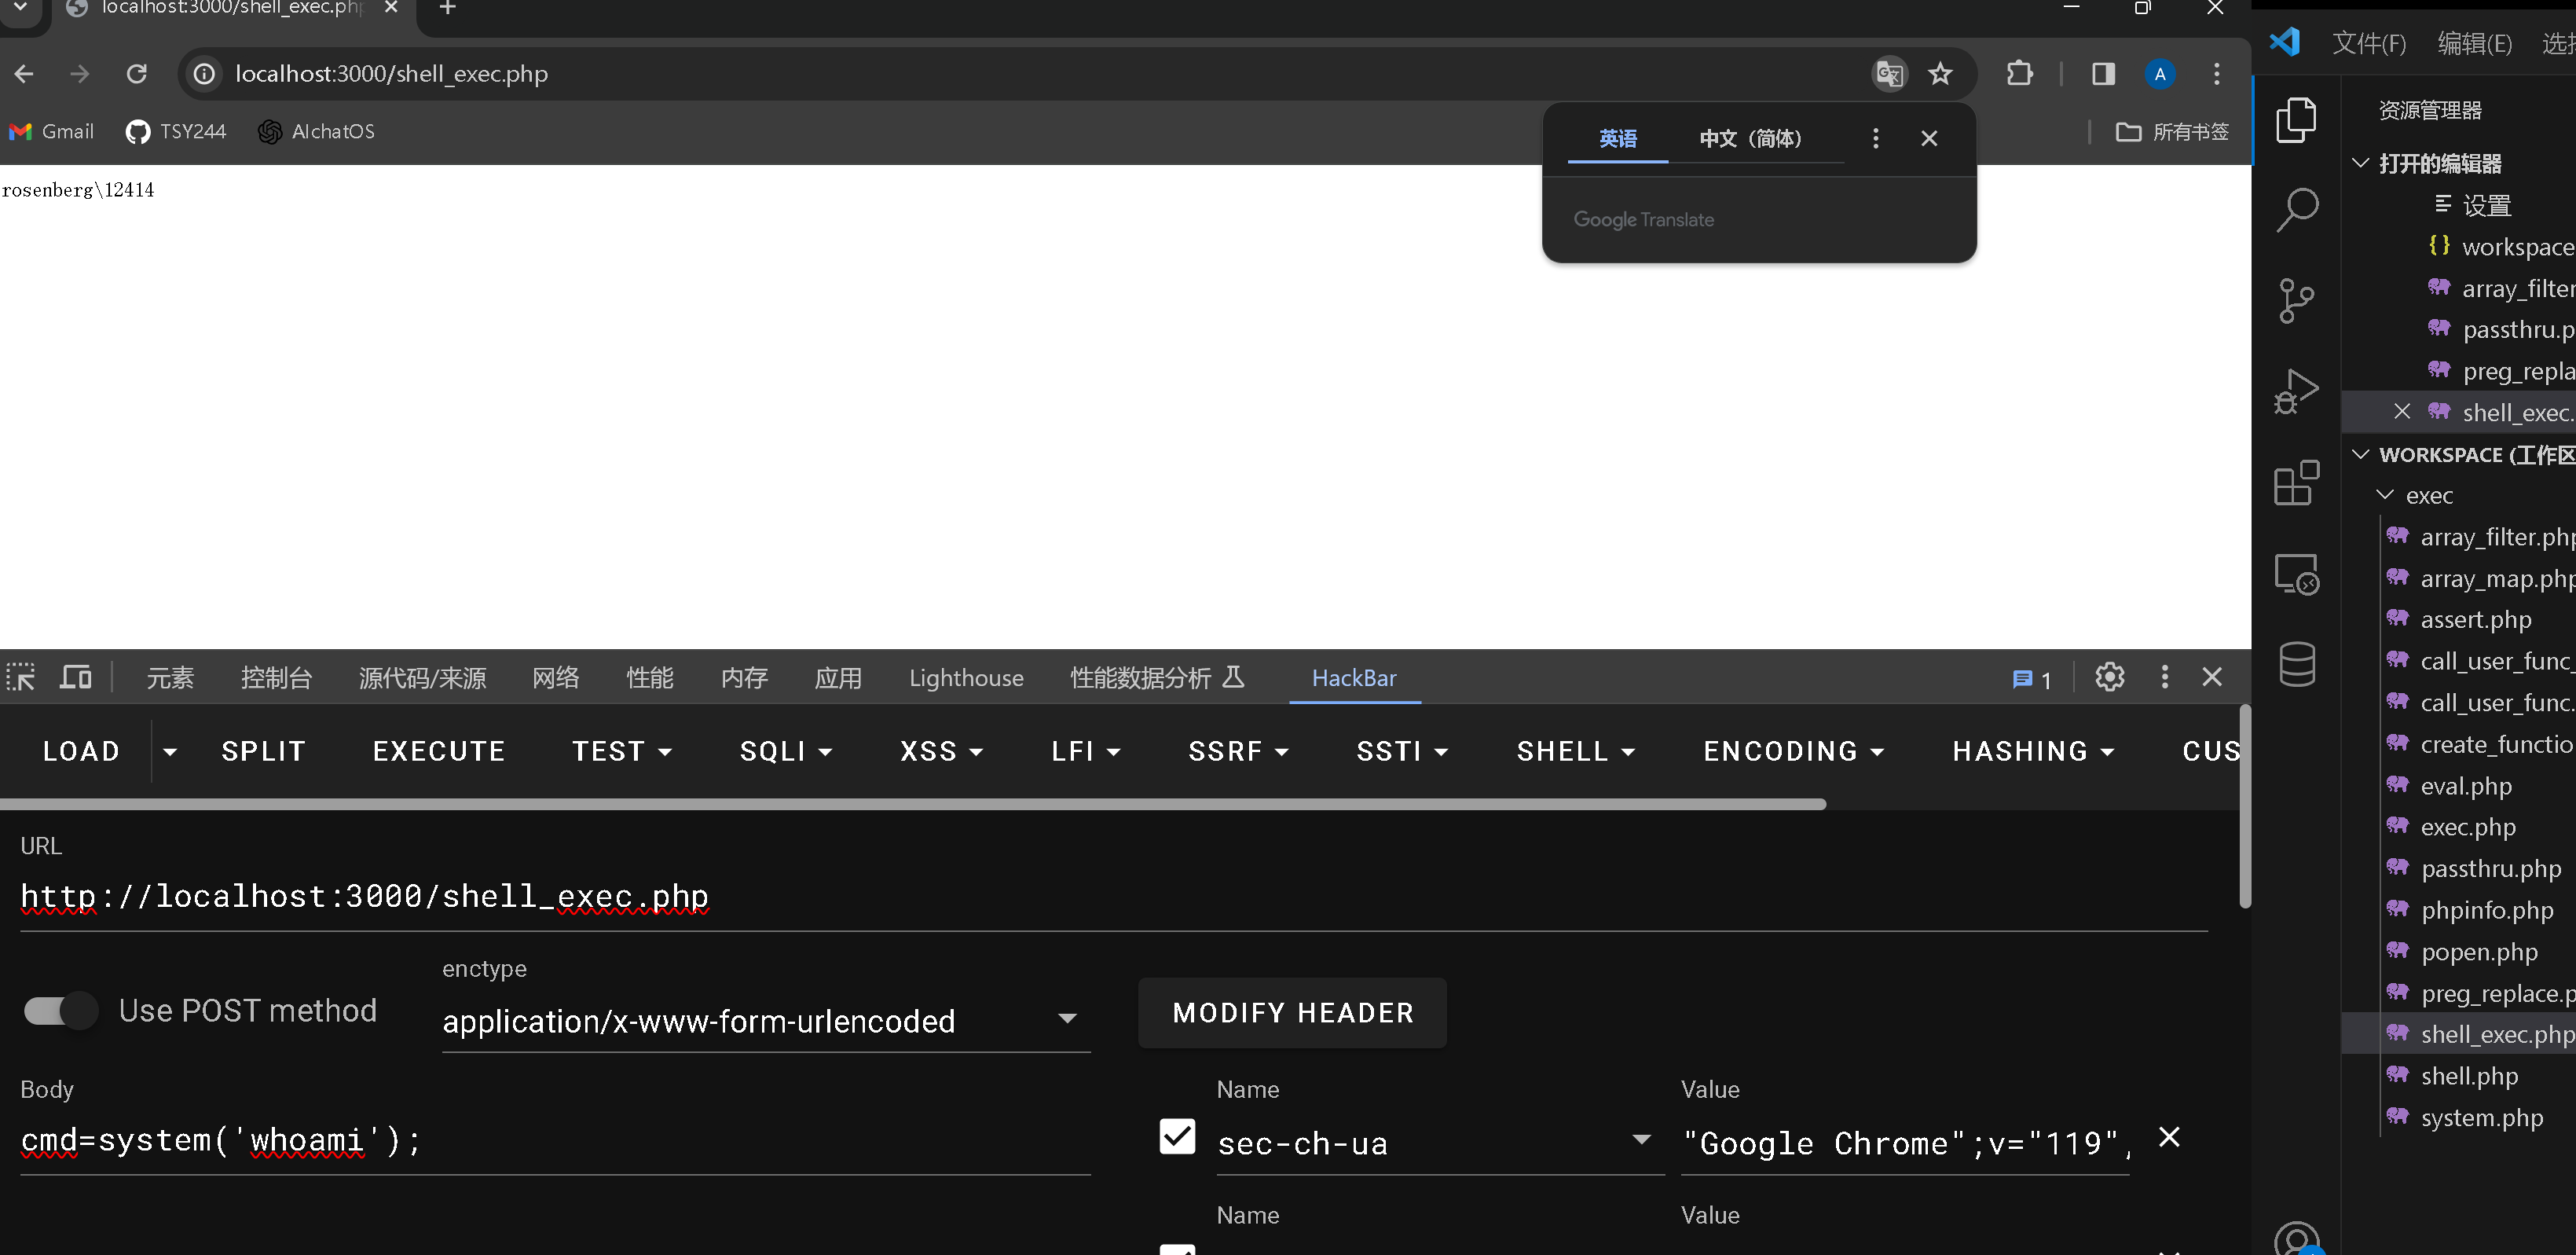 localhost:3000/shell_exec.php
localhost:3000/shell_exec.php
Gmail
TSY244
AIchatOS
所有书签
英语
中文（简体）
Google Translate
rosenberg\12414
元素
控制台
源代码/来源
网络
性能
内存
应用
Lighthouse
性能数据分析
HackBar
1
LOAD
SPLIT
EXECUTE
TEST
SQLI
XSS
LFI
SSRF
SSTI
SHELL
ENCODING
HASHING
CUS
URL
http://localhost:3000/shell_exec.php
Use POST method
enctype
application/x-www-form-urlencoded
MODIFY HEADER
Body
cmd=system('whoami');
Name
Value
sec-ch-ua
"Google Chrome";v="119",
Name
Value
A
文件(F)
编辑(E)
选择
资源管理器
打开的编辑器
设置
{} workspace
array_filter
passthru.p
preg_repla
shell_exec.
WORKSPACE (工作区
exec
array_filter.php
array_map.php
assert.php
call_user_func_
call_user_func.
create_functio
eval.php
exec.php
passthru.php
phpinfo.php
popen.php
preg_replace.p
shell_exec.php
shell.php
system.php